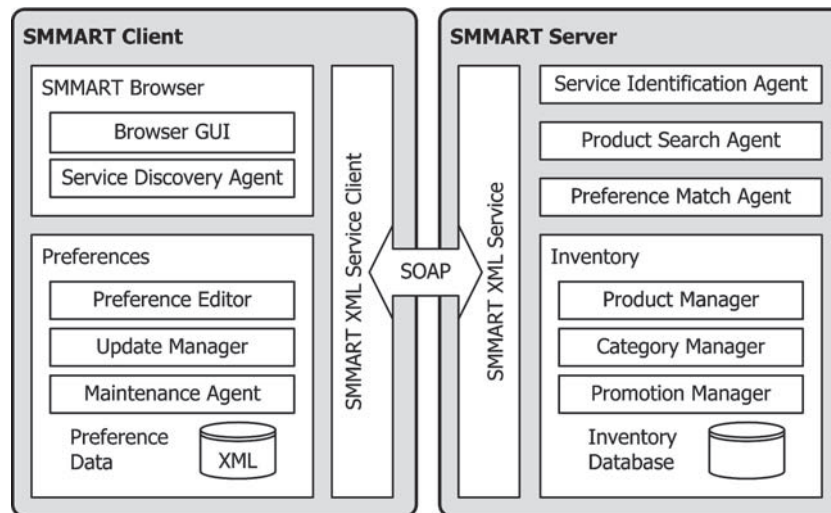 SMMART Client
SMMART Browser
Browser GUI
Service Discovery Agent
Preferences
Preference Editor
Update Manager
Maintenance Agent
Preference
Data
XML
SMMART XML Service Client
SOAP
SMMART Server
SMMART XML Service
Service Identification Agent
Product Search Agent
Preference Match Agent
Inventory
Product Manager
Category Manager
Promotion Manager
Inventory
Database